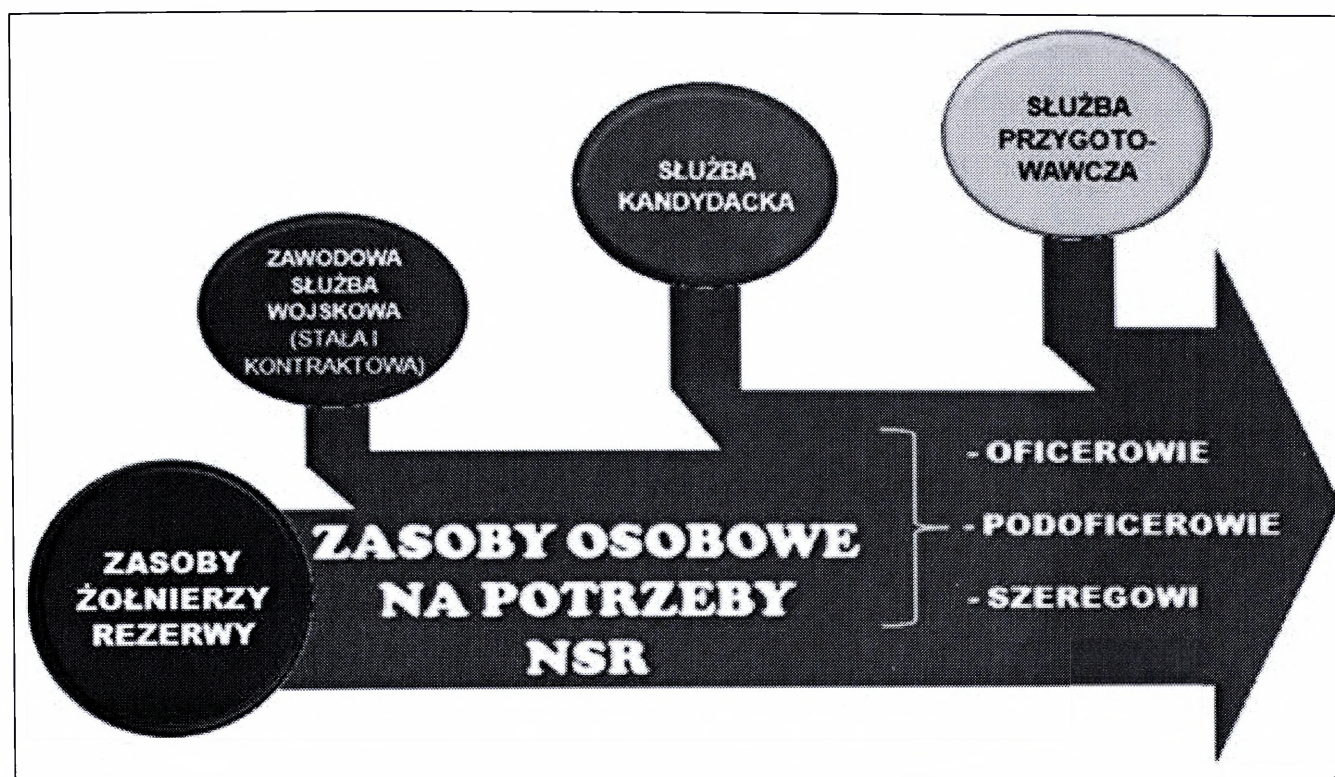 SŁUŻBA
PRZYGOTO-
WAWCZA
SŁUŻBA
KANDYDACKA
ZAWODOWA
SŁUŻBA
WOJSKOWA
(STAŁA I
KONTRAKTOWA)
ZASOBY
ŻOŁNIERZY
REZERWY
ZASOBY OSOBOWE
NA POTRZEBY
NSR
- OFICEROWIE
- PODOFICEROWIE
- SZEREGOWI